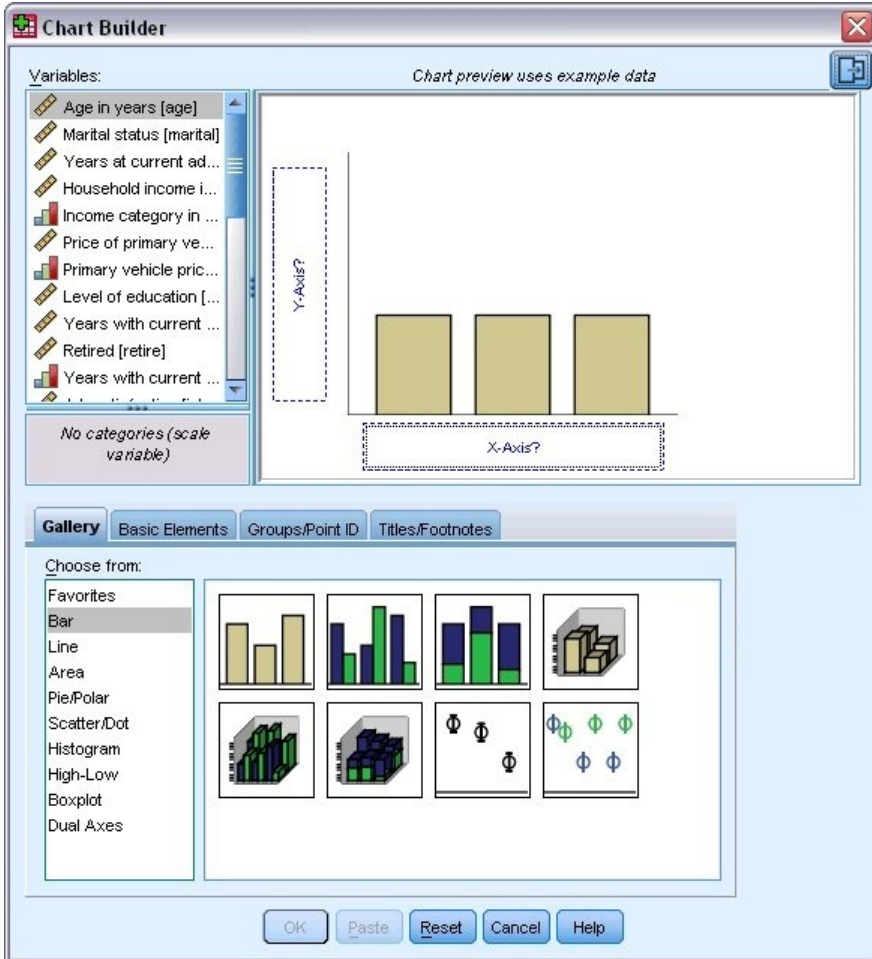 Chart Builder
Variables:
Chart preview uses example data
Age in years [age]
Marital status [marital]
Years at current ad...
Household income i...
Income category in ...
Price of primary ve...
Primary vehicle pric...
Level of education [...
Years with current ...
Retired [retire]
Years with current ...
No categories (scale
variable)
Y-Axis?
X-Axis?
Gallery
Basic Elements
Groups/Point ID
Titles/Footnotes
Choose from:
Favorites
Bar
Line
Area
Pie/Polar
Scatter/Dot
Histogram
High-Low
Boxplot
Dual Axes
OK
Paste
Reset
Cancel
Help